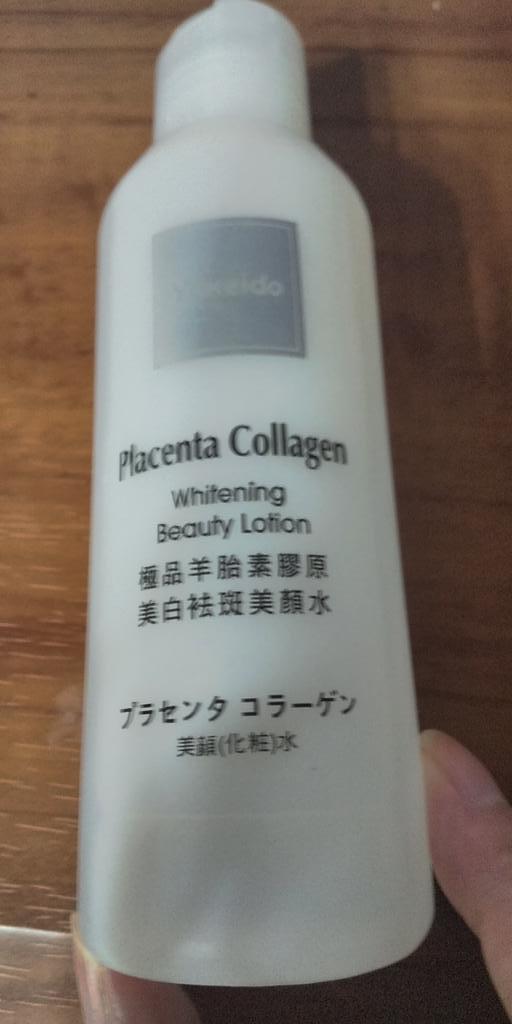 Placenta Collagen
Whitening
Beauty Lotion
極品羊胎素膠原
美白祛斑美顏水
プラセンタ コラーゲン
美顔(化粧)水